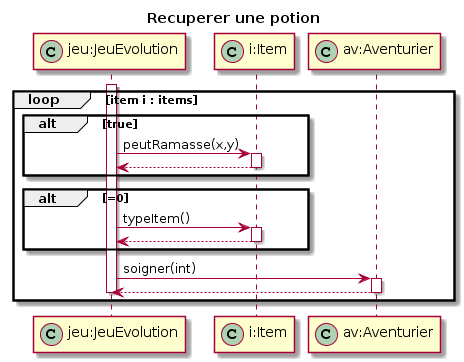 Recuperer une potion
C jeu:JeuEvolution C i:Item C av:Aventurier
loop [item i : items]
alt [true]
peutRamasse(x,y)
alt [=0]
typeItem()
soigner(int)
C jeu:JeuEvolution C i:Item C av:Aventurier